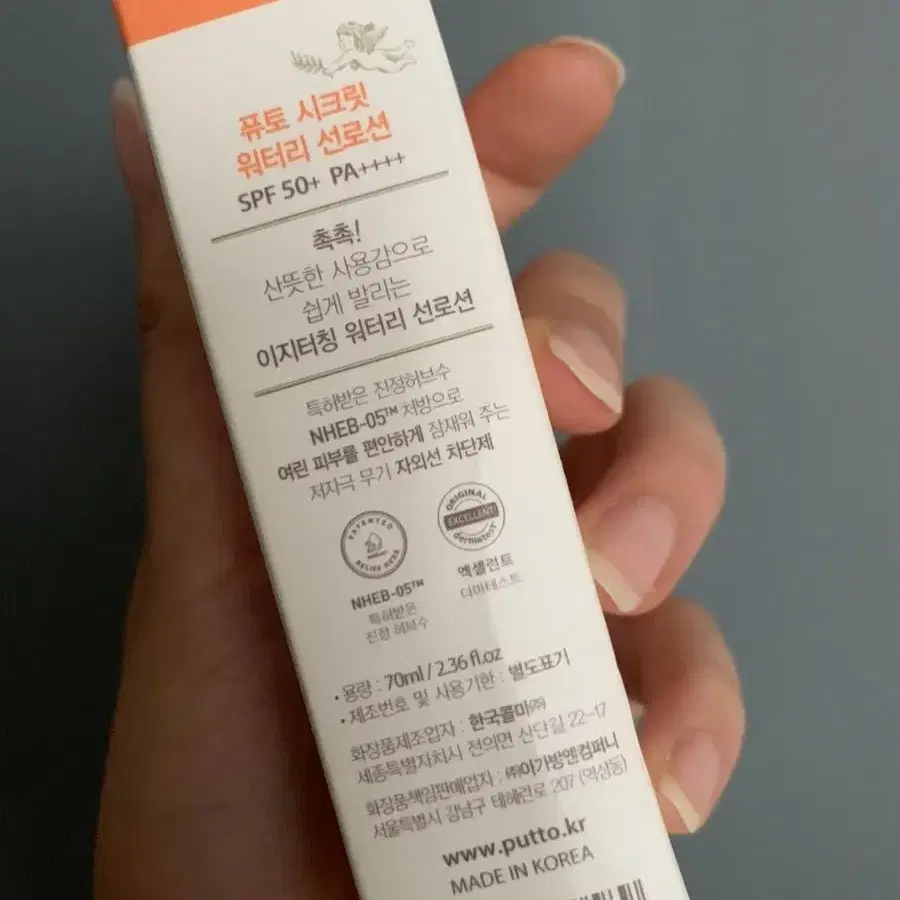 퓨토 시크릿
워터리 선로션
SPF 50+ PA++++
촉촉!
산뜻한 사용감으로
쉽게 발리는
이지터칭 워터리 선로션
특허받은 진정허브수
NHEB-05™ 처방으로
여린 피부를 편안하게 잠재워 주는
저자극 무기 자외선 차단제
PATENTED
RELIEF HERB
ORIGINAL
EXCELLENT
dermatest
NHEB-05™
특허받은
진정 허브수
엑셀런트
더마테스트
• 용량 : 70ml / 2.36 fl.oz
• 제조번호 및 사용기한 : 별도표기
화장품제조업자 : 한국콜마㈜
세종특별자치시 전의면 산단길 22-17
화장품책임판매업자 : ㈜아가방앤컴퍼니
서울특별시 강남구 테헤란로 207 (역삼동)
www.putto.kr
MADE IN KOREA